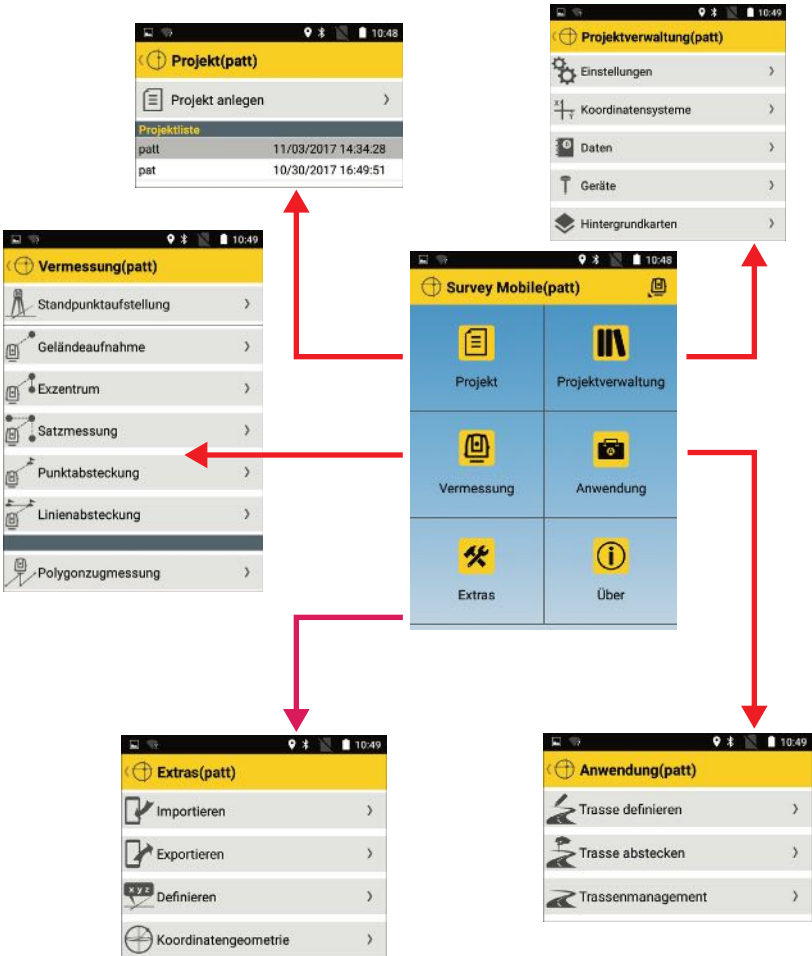 10:48
Projekt(patt)
Projekt anlegen
Projektliste
patt 11/03/2017 14:34:28
pat 10/30/2017 16:49:51
10:49
Projektverwaltung(patt)
Einstellungen
X Y Koordinatensysteme
Daten
Geräte
Hintergrundkarten
10:49
Vermessung(patt)
Standpunktaufstellung
Geländeaufnahme
Exzentrum
Satzmessung
Punktabsteckung
Linienabsteckung
Polygonzugmessung
10:48
Survey Mobile(patt)
Projekt
Projektverwaltung
Vermessung
Anwendung
Extras
Über
10:49
Extras(patt)
Importieren
Exportieren
x y z Definieren
Koordinatengeometrie
10:49
Anwendung(patt)
Trasse definieren
Trasse abstecken
Trassenmanagement